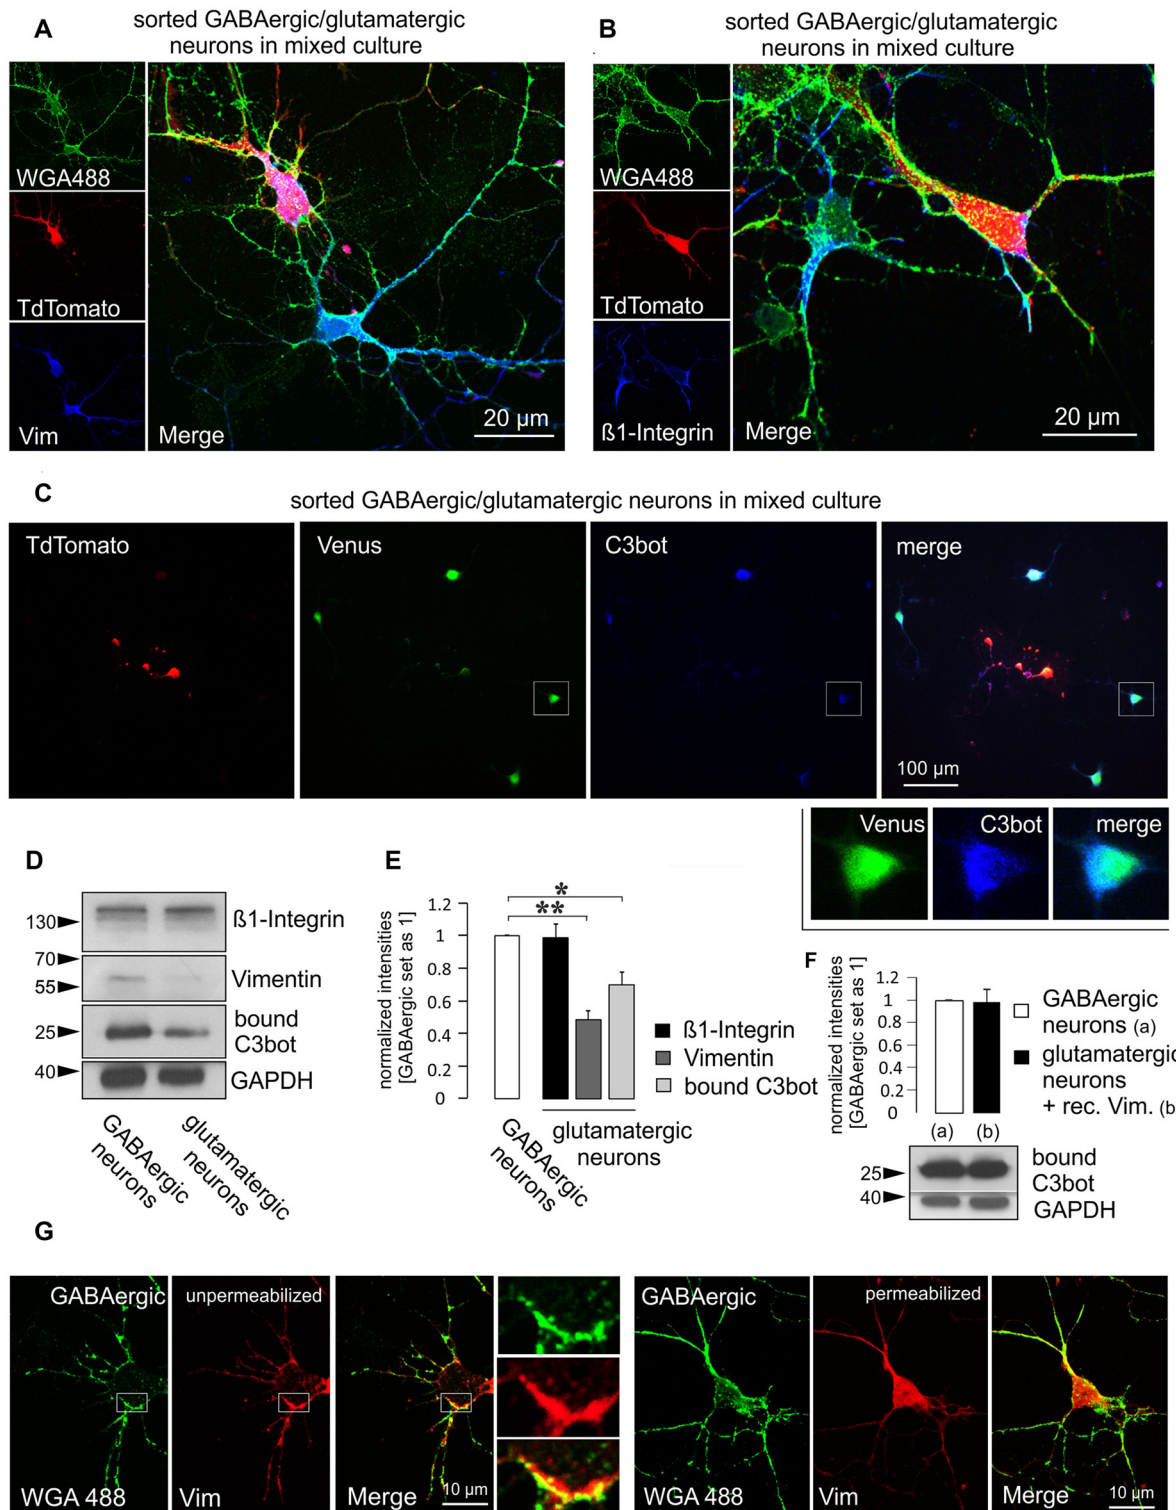 A
sorted GABAergic/glutamatergic
neurons in mixed culture
WGA488
TdTomato
Vim
Merge
20 µm
B
sorted GABAergic/glutamatergic
neurons in mixed culture
WGA488
TdTomato
ß1-Integrin
Merge
20 µm
C
sorted GABAergic/glutamatergic neurons in mixed culture
TdTomato
Venus
C3bot
merge
100 µm
Venus
C3bot
merge
D
130
70
55
25
40
ß1-Integrin
Vimentin
bound
C3bot
GAPDH
GABAergic
neurons
glutamatergic
neurons
E
normalized intensities
[GABAergic set as 1]
1.2
1
0.8
0.6
0.4
0.2
0
*
**
ß1-Integrin
Vimentin
bound C3bot
GABAergic
neurons
glutamatergic
neurons
F
normalized intensities
[GABAergic set as 1]
1.2
1
0.8
0.6
0.4
0.2
0
(a)
(b)
GABAergic
neurons (a)
glutamatergic
neurons
+ rec. Vim. (b
25
40
bound
C3bot
GAPDH
G
GABAergic
WGA 488
unpermeabilized
Vim
Merge
10 µm
GABAergic
WGA 488
permeabilized
Vim
Merge
10 µm